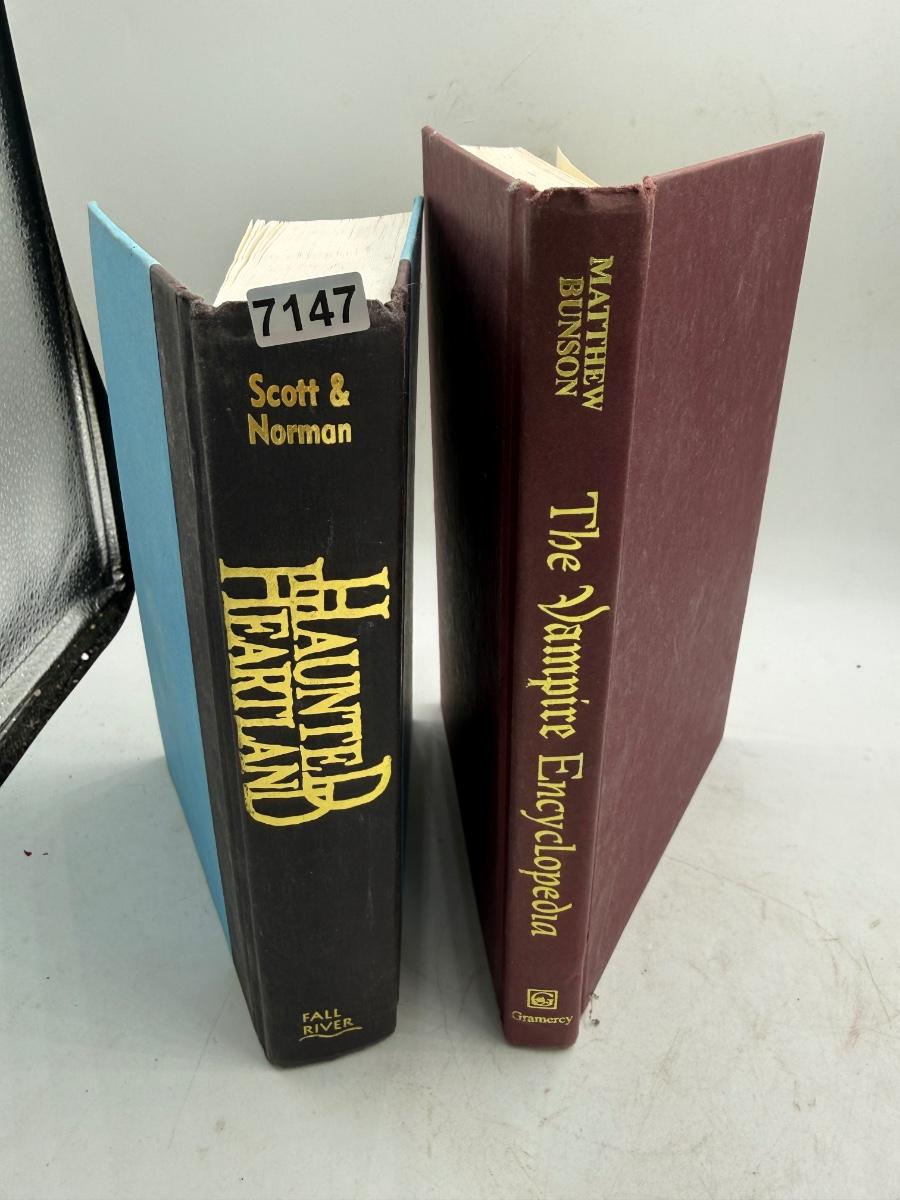 7147
Scott &
Norman
HAUNTED
HEARTLAND
FALL
RIVER
MATTHEW
BUNSON
The Vampire Encyclopedia
G
Gramercy